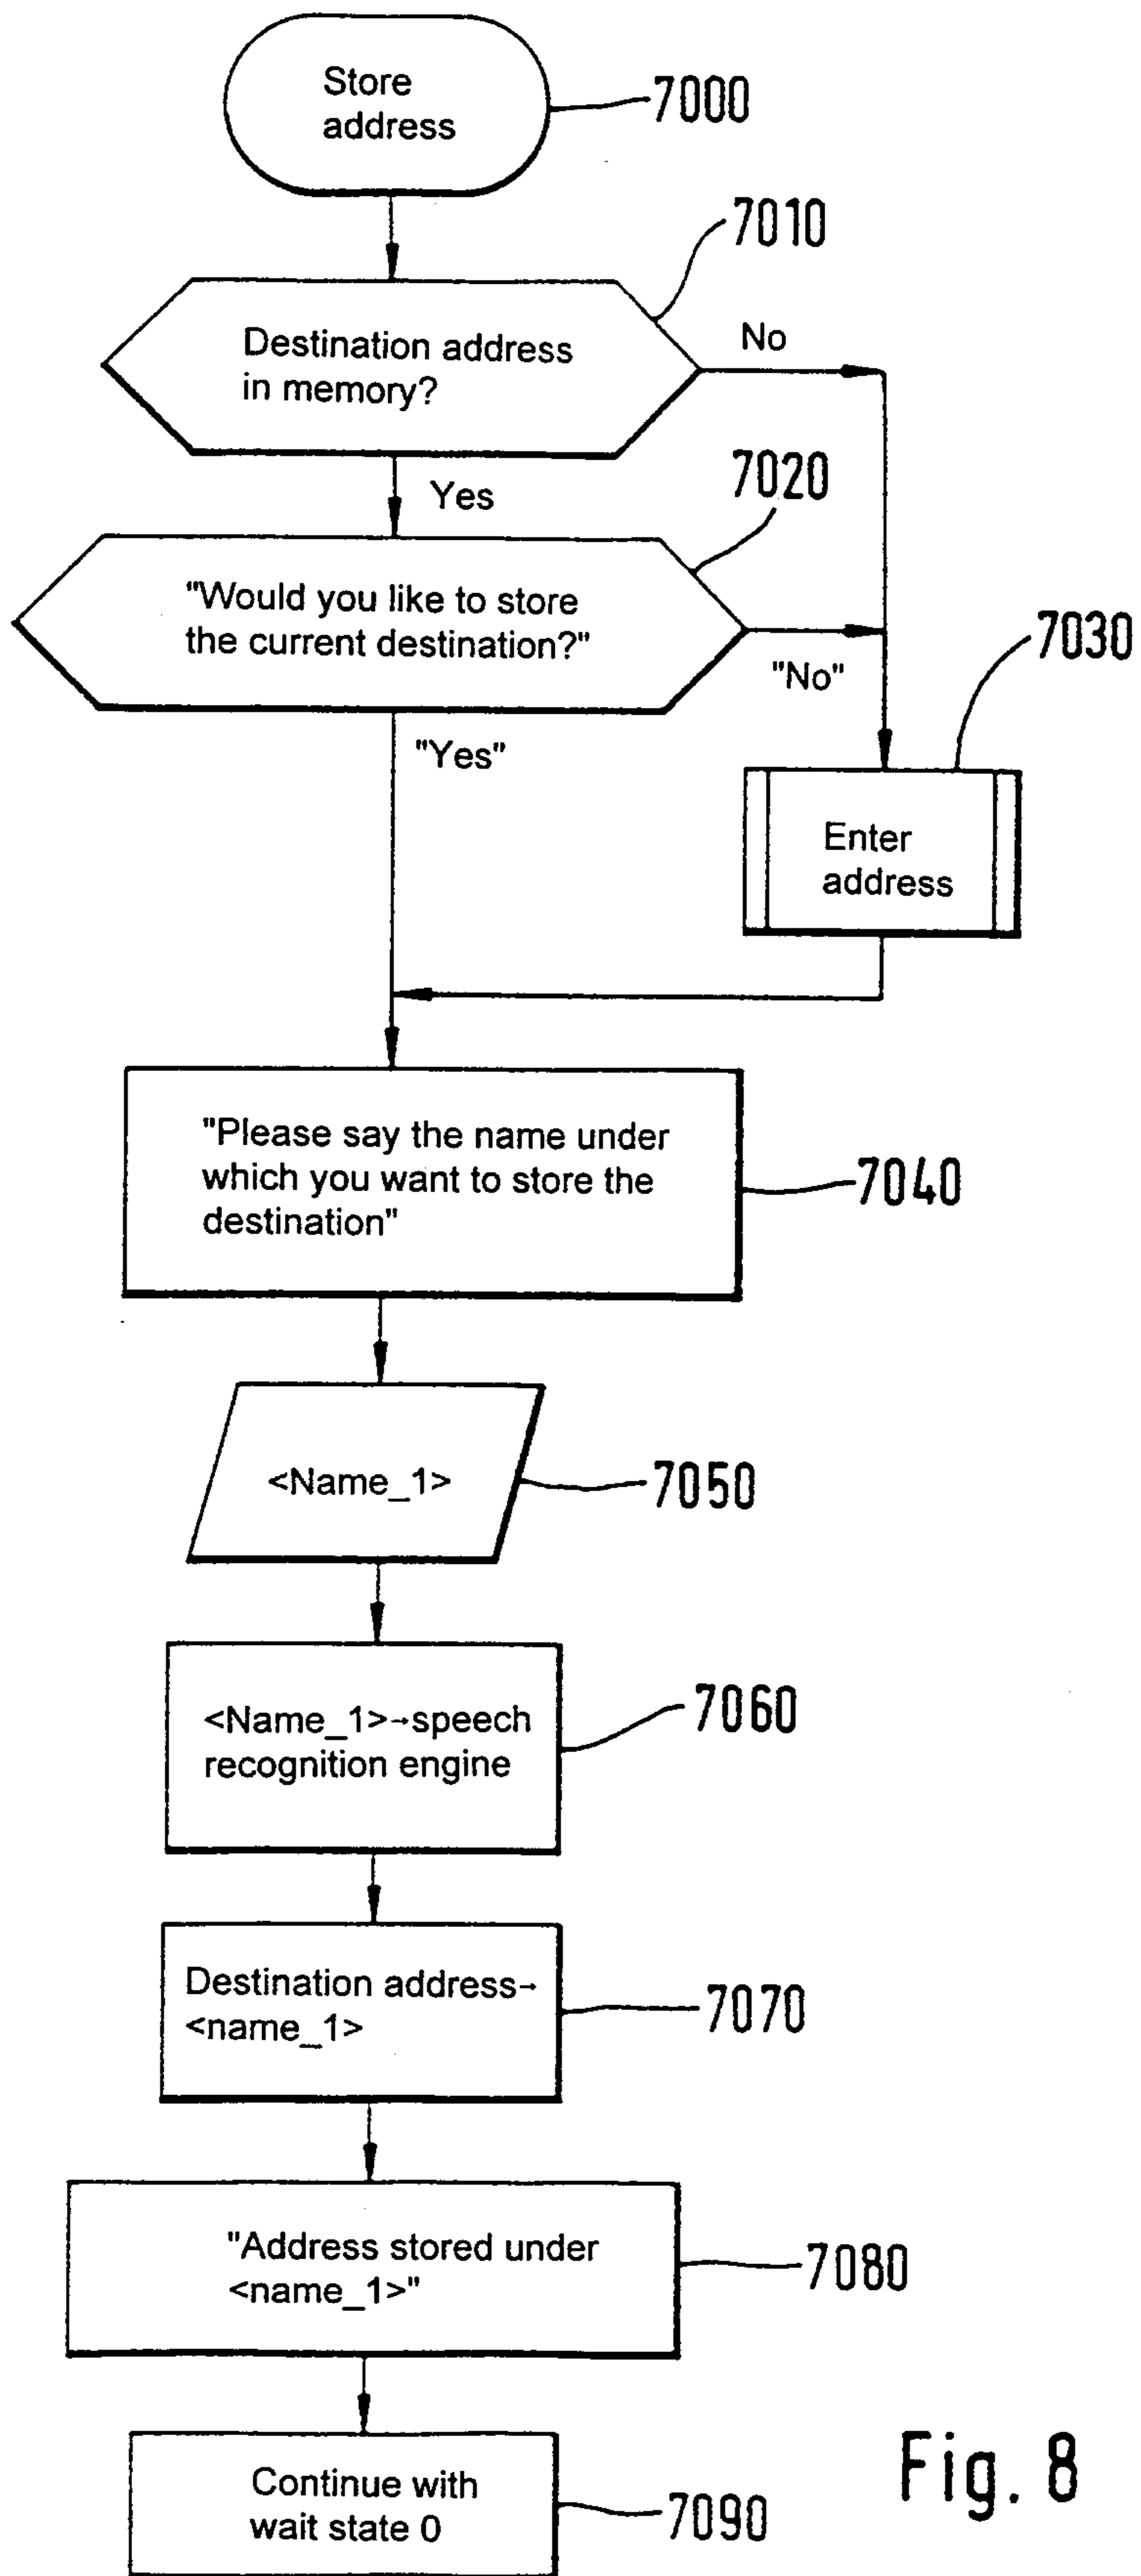 Store
address
7000
7010
Destination address
in memory?
No
Yes
7020
"Would you like to store
the current destination?"
"No"
"Yes"
7030
Enter
address
"Please say the name under
which you want to store the
destination"
7040
<Name_1>
7050
<Name_1>→speech
recognition engine
7060
Destination address→
<name_1>
7070
"Address stored under
<name_1>"
7080
Continue with
wait state 0
7090
Fig. 8